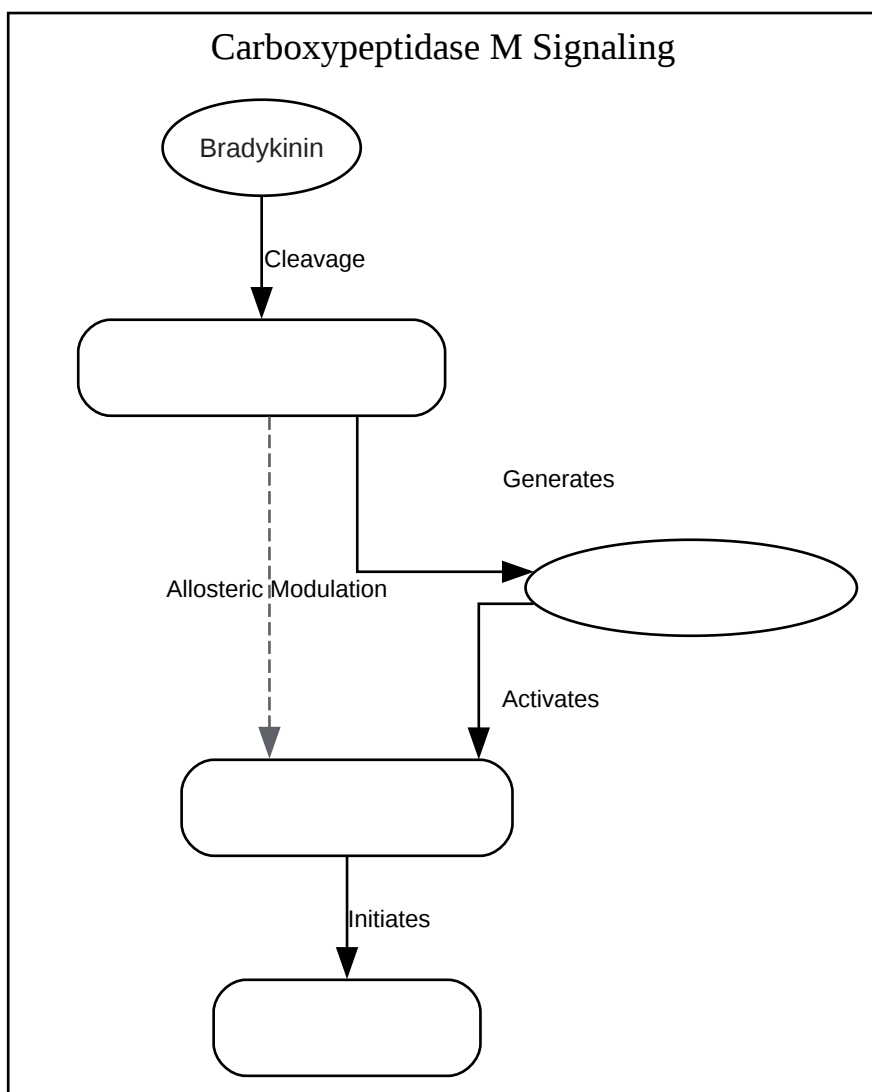 Carboxypeptidase M Signaling
Bradykinin
Cleavage
Generates
Allosteric Modulation
Activates
Initiates